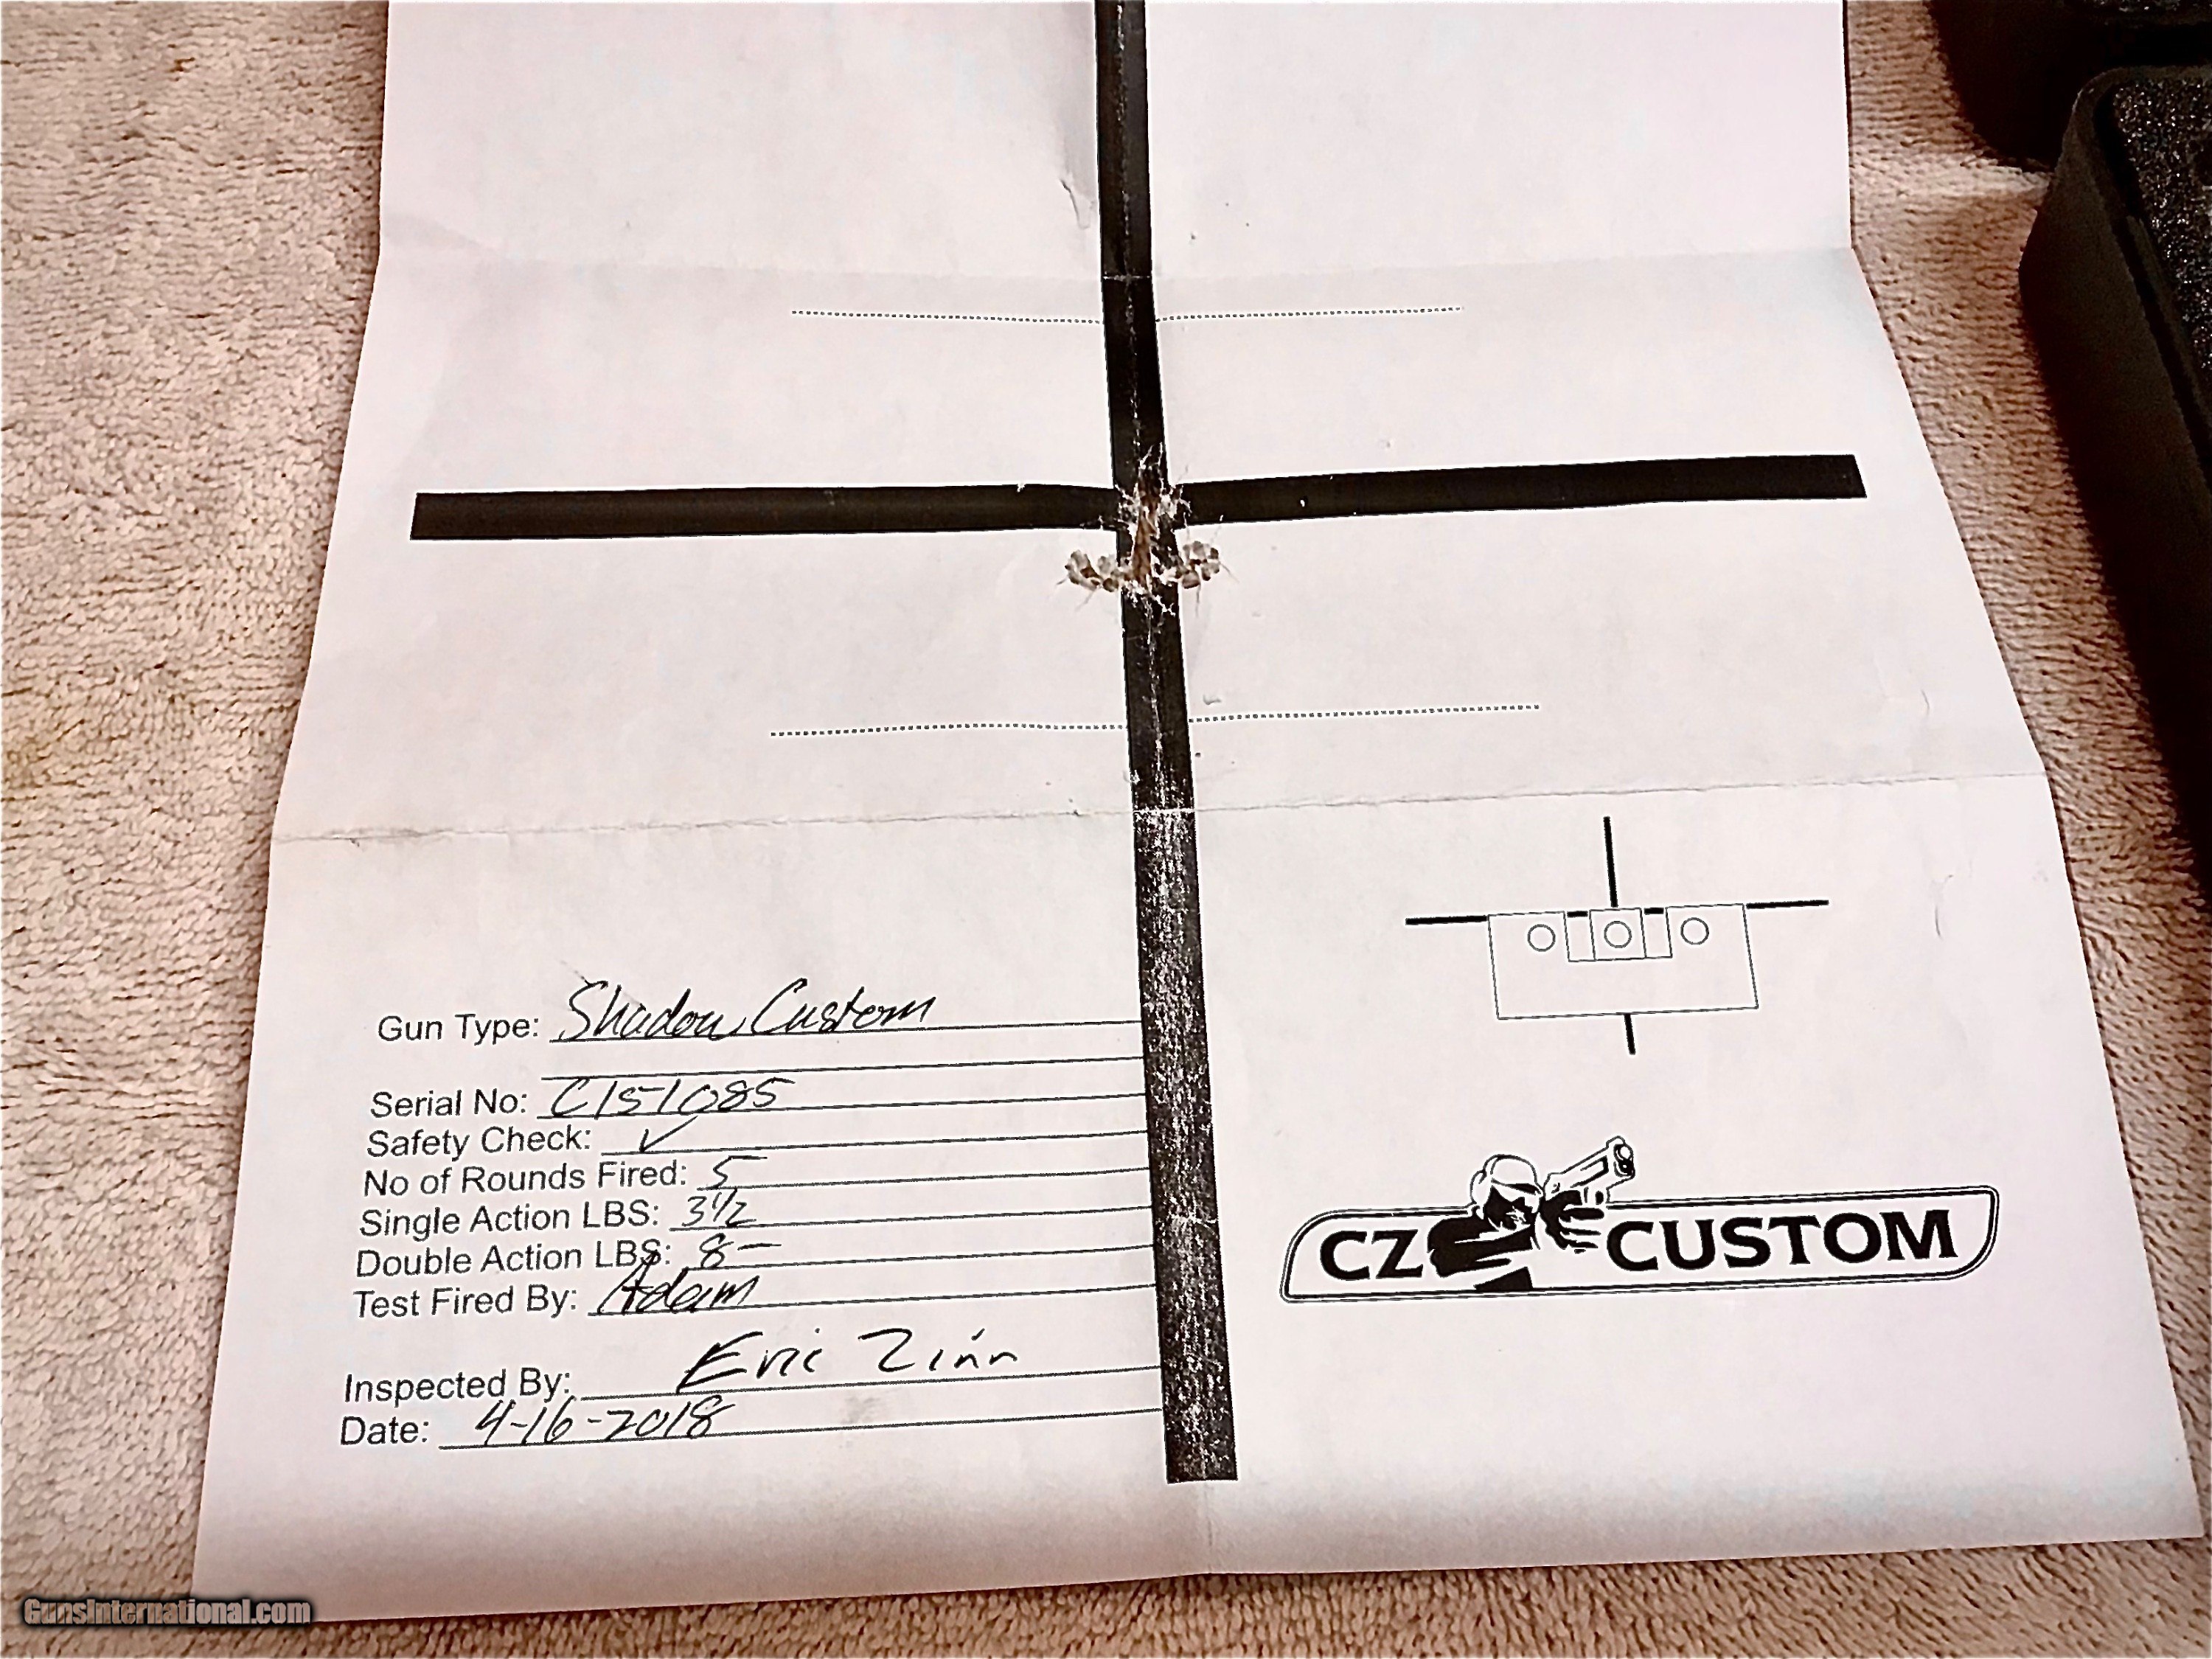 Gun Type: Shadow Custom
Serial No: C151085
Safety Check: ✓
No of Rounds Fired: 5
Single Action LBS: 3 1/2
Double Action LBS: 8 —
Test Fired By: Adam
Inspected By: Eric Zinn
Date: 4-16-2018
CZ CUSTOM
GunsInternational.com